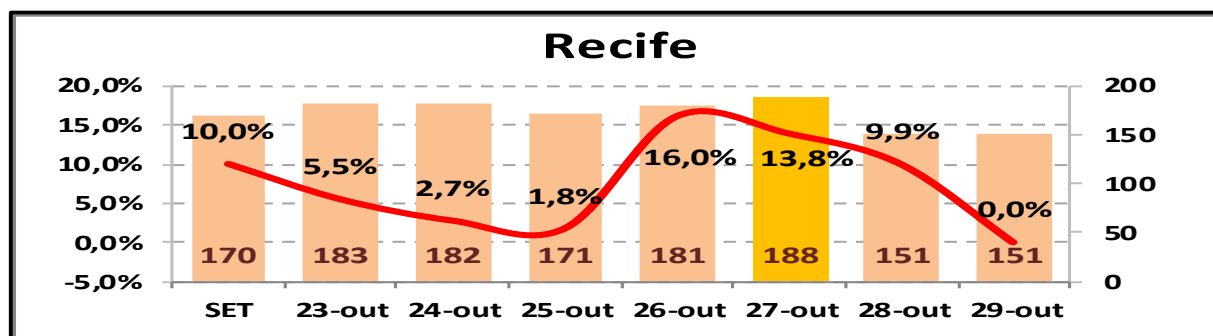 Recife
20,0% 200
10,0% 15,0% 9,9% 150
5,5% 16,0% 13,8%
10,0% 2,7% 1,8% 100
5,0% 0,0%
0,0% 50
170 183 182 171 181 188 151 151
-5,0% 0
SET 23-out 24-out 25-out 26-out 27-out 28-out 29-out